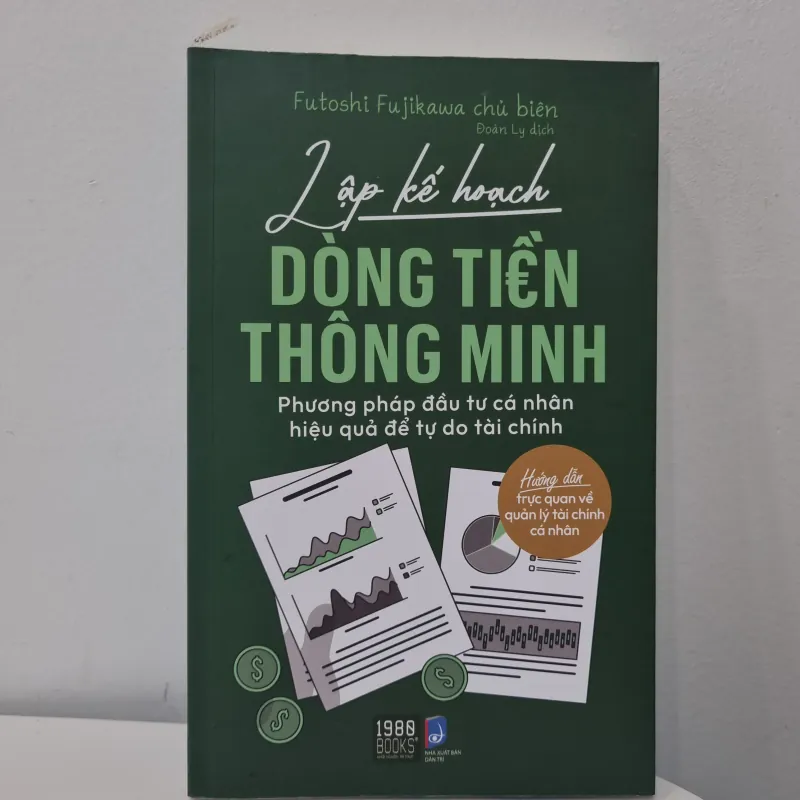 Futoshi Fujikawa chủ biên
Đoàn Ly dịch
Lập kế hoạch
DÒNG TI€̀N
THÔNG MINH
Phương pháp đầu tư cá nhân
hiệu quả để tự do tài chính
Hướng dẫn
trực quan về
quản lý tài chính
cá nhân
1980
BOOKS
NHÀ XUẤT BẢN
DÂN TRÍ